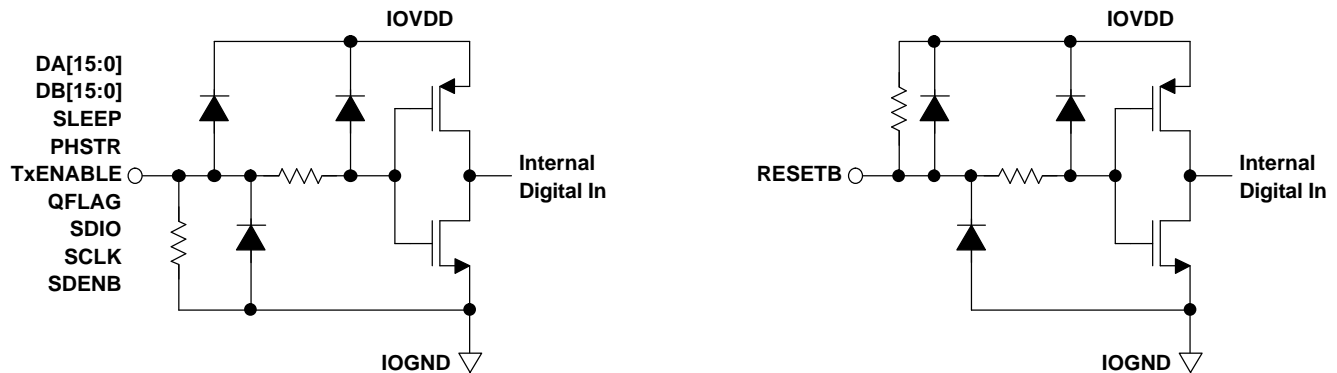 IOVDD
DA[15:0]
DB[15:0]
SLEEP
PHSTR
TxENABLE
QFLAG
SDIO
SCLK
SDENB
Internal
Digital In
IOGND
IOVDD
RESETB
Internal
Digital In
IOGND